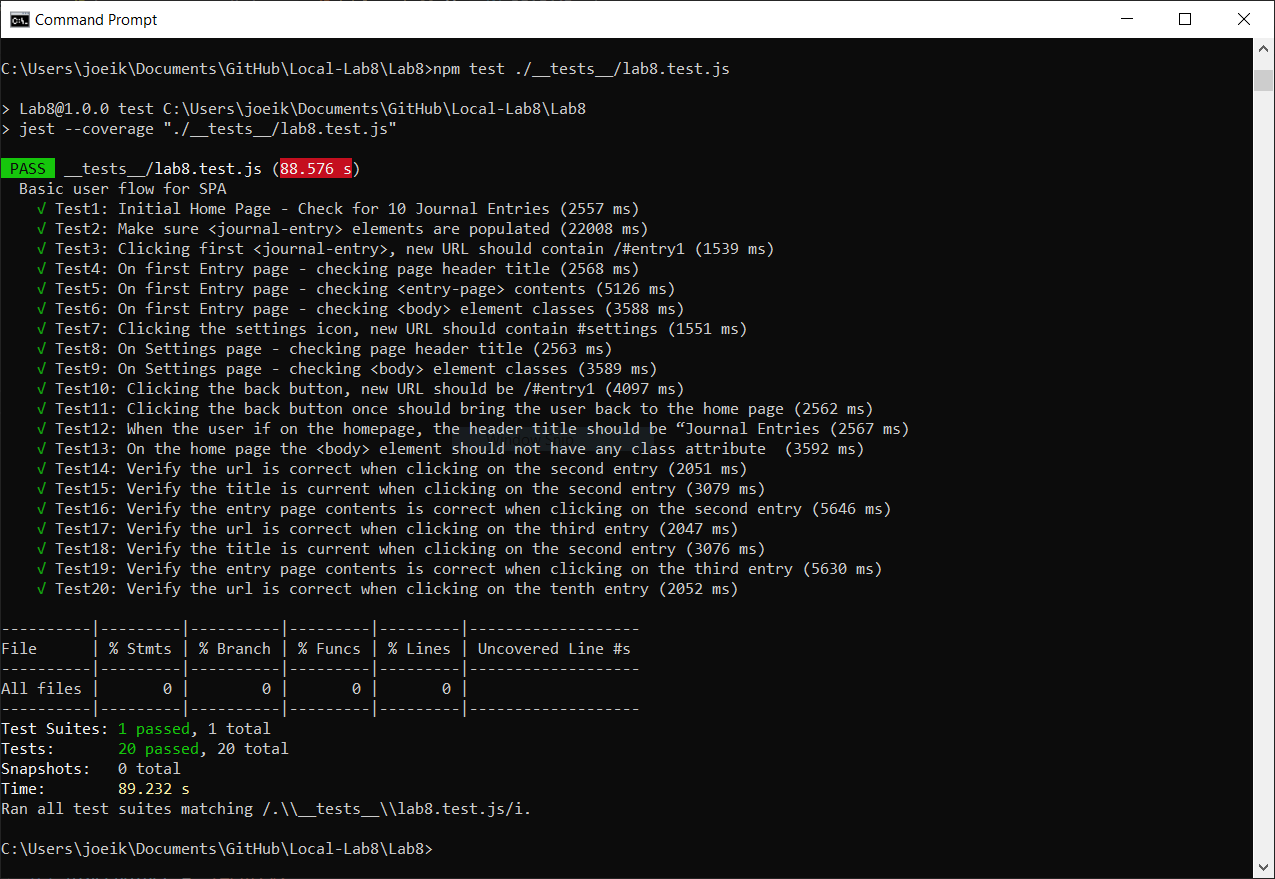 Command Prompt
C:\Users\joeik\Documents\GitHub\Local-Lab8\Lab8>npm test ./__tests__/lab8.test.js
> Lab8@1.0.0 test C:\Users\joeik\Documents\GitHub\Local-Lab8\Lab8
> jest --coverage "./__tests__/lab8.test.js"
PASS __tests__/lab8.test.js (88.576 s)
Basic user flow for SPA
√ Test1: Initial Home Page - Check for 10 Journal Entries (2557 ms)
√ Test2: Make sure <journal-entry> elements are populated (22008 ms)
√ Test3: Clicking first <journal-entry>, new URL should contain /#entry1 (1539 ms)
√ Test4: On first Entry page - checking page header title (2568 ms)
√ Test5: On first Entry page - checking <entry-page> contents (5126 ms)
√ Test6: On first Entry page - checking <body> element classes (3588 ms)
√ Test7: Clicking the settings icon, new URL should contain #settings (1551 ms)
√ Test8: On Settings page - checking page header title (2563 ms)
√ Test9: On Settings page - checking <body> element classes (3589 ms)
√ Test10: Clicking the back button, new URL should be /#entry1 (4097 ms)
√ Test11: Clicking the back button once should bring the user back to the home page (2562 ms)
√ Test12: When the user if on the homepage, the header title should be “Journal Entries (2567 ms)
√ Test13: On the home page the <body> element should not have any class attribute  (3592 ms)
√ Test14: Verify the url is correct when clicking on the second entry (2051 ms)
√ Test15: Verify the title is current when clicking on the second entry (3079 ms)
√ Test16: Verify the entry page contents is correct when clicking on the second entry (5646 ms)
√ Test17: Verify the url is correct when clicking on the third entry (2047 ms)
√ Test18: Verify the title is current when clicking on the second entry (3076 ms)
√ Test19: Verify the entry page contents is correct when clicking on the third entry (5630 ms)
√ Test20: Verify the url is correct when clicking on the tenth entry (2052 ms)
----------|---------|----------|---------|---------|-------------------
File      | % Stmts | % Branch | % Funcs | % Lines | Uncovered Line #s
----------|---------|----------|---------|---------|-------------------
All files |       0 |        0 |       0 |       0 |
----------|---------|----------|---------|---------|-------------------
Test Suites: 1 passed, 1 total
Tests:       20 passed, 20 total
Snapshots:   0 total
Time:        89.232 s
Ran all test suites matching /.\\__tests__\\lab8.test.js/i.
C:\Users\joeik\Documents\GitHub\Local-Lab8\Lab8>